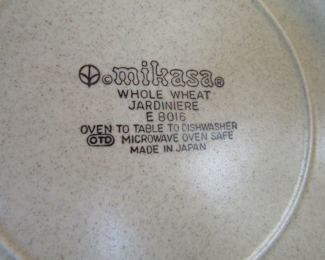 ©mikasa®
WHOLE WHEAT
JARDINIERE
E 8016
OVEN TO TABLE TO DISHWASHER
OTD MICROWAVE OVEN SAFE
MADE IN JAPAN